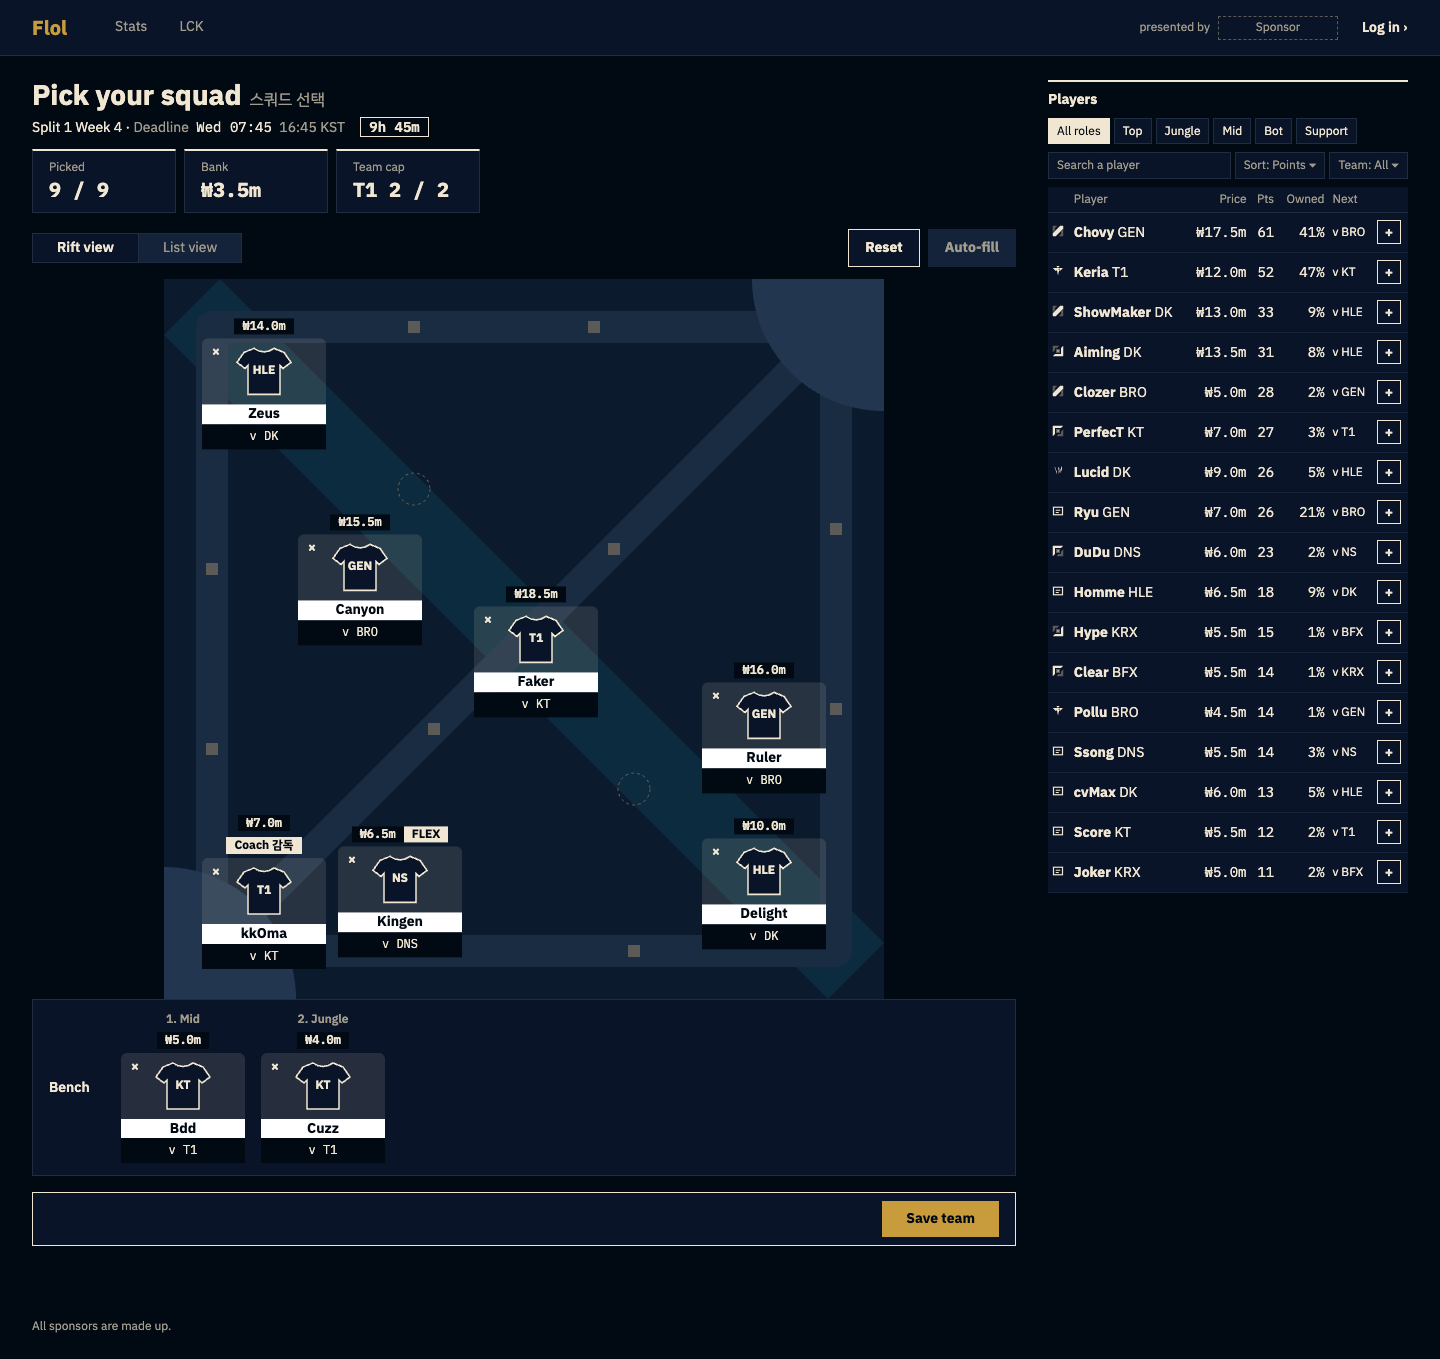 Flol
Stats
LCK
presented by
Sponsor
Log in ›
Pick your squad 스쿼드 선택
Split 1 Week 4 · Deadline Wed 07:45 16:45 KST 9h 45m
Picked
9 / 9
Bank
₩3.5m
Team cap
T1 2 / 2
Rift view
List view
Reset
Auto-fill
₩14.0m
×
HLE
Zeus
v DK
₩15.5m
×
GEN
Canyon
v BRO
₩18.5m
×
T1
Faker
v KT
₩16.0m
×
GEN
Ruler
v BRO
₩7.0m
Coach 감독
×
T1
kkOma
v KT
₩6.5m FLEX
×
NS
Kingen
v DNS
₩10.0m
×
HLE
Delight
v DK
Bench
1. Mid
₩5.0m
×
KT
Bdd
v T1
2. Jungle
₩4.0m
×
KT
Cuzz
v T1
Save team
Players
All roles
Top
Jungle
Mid
Bot
Support
Search a player
Sort: Points
Team: All
Player Price Pts Owned Next
Chovy GEN ₩17.5m 61 41% v BRO +
Keria T1 ₩12.0m 52 47% v KT +
ShowMaker DK ₩13.0m 33 9% v HLE +
Aiming DK ₩13.5m 31 8% v HLE +
Clozer BRO ₩5.0m 28 2% v GEN +
PerfecT KT ₩7.0m 27 3% v T1 +
Lucid DK ₩9.0m 26 5% v HLE +
Ryu GEN ₩7.0m 26 21% v BRO +
DuDu DNS ₩6.0m 23 2% v NS +
Homme HLE ₩6.5m 18 9% v DK +
Hype KRX ₩5.5m 15 1% v BFX +
Clear BFX ₩5.5m 14 1% v KRX +
Pollu BRO ₩4.5m 14 1% v GEN +
Ssong DNS ₩5.5m 14 3% v NS +
cvMax DK ₩6.0m 13 5% v HLE +
Score KT ₩5.5m 12 2% v T1 +
Joker KRX ₩5.0m 11 2% v BFX +
All sponsors are made up.